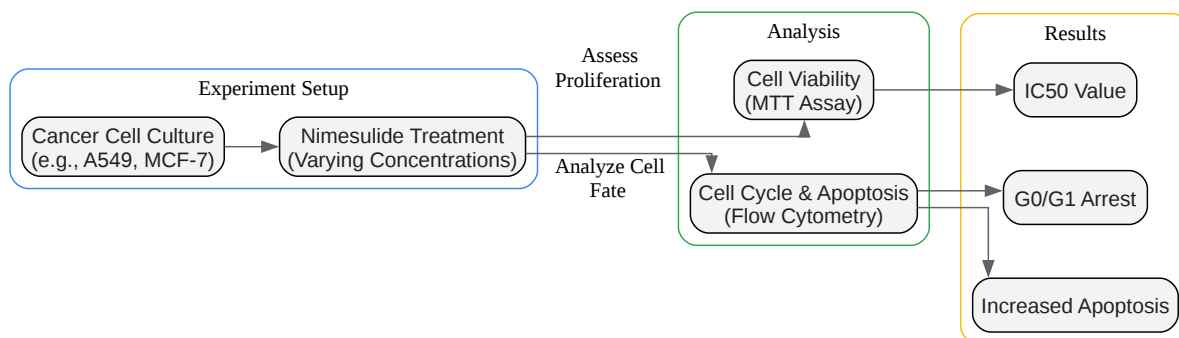 Experiment Setup
Cancer Cell Culture
(e.g., A549, MCF-7)
Nimesulide Treatment
(Varying Concentrations)
Assess
Proliferation
Analyze Cell
Fate
Analysis
Cell Viability
(MTT Assay)
Cell Cycle & Apoptosis
(Flow Cytometry)
Results
IC50 Value
G0/G1 Arrest
Increased Apoptosis